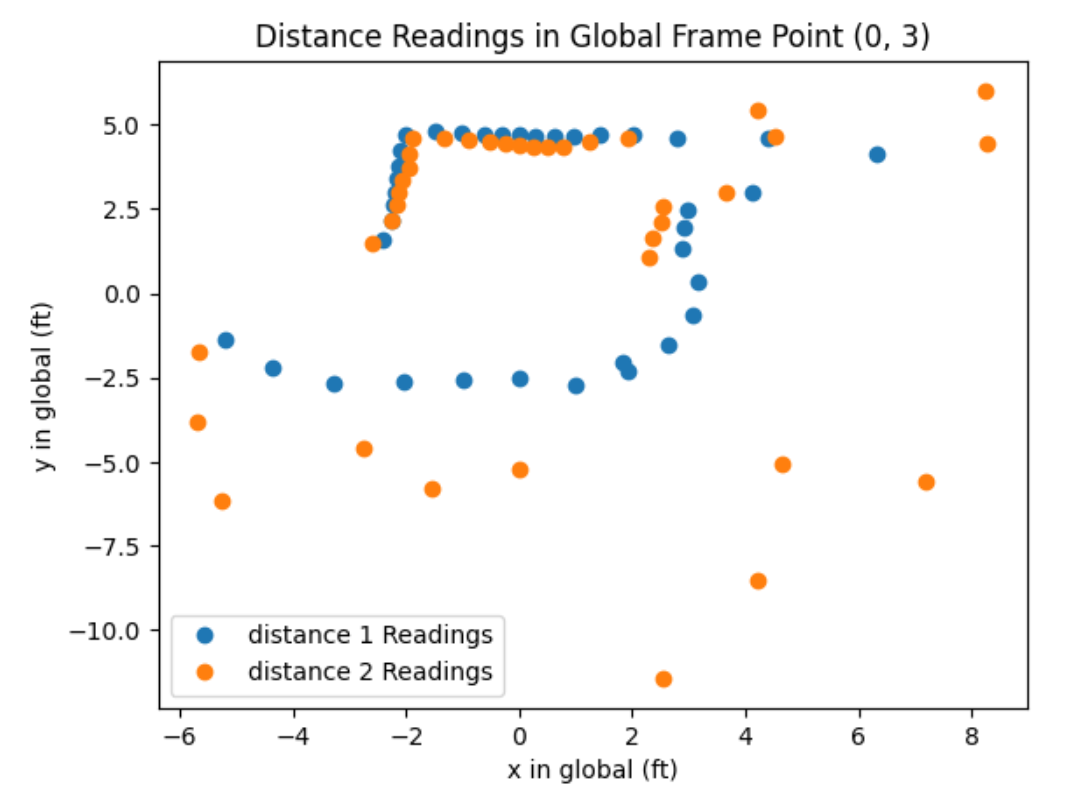 Distance Readings in Global Frame Point (0, 3)
5.0
2.5
0.0
−2.5
−5.0
−7.5
−10.0
y in global (ft)
distance 1 Readings
distance 2 Readings
−6 −4 −2 0 2 4 6 8
x in global (ft)